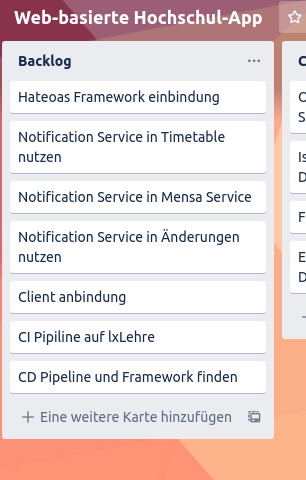 Web-basierte Hochschul-App
Backlog
Hateoas Framework einbindung
Notification Service in Timetable
nutzen
Notification Service in Mensa Service
Notification Service in Änderungen
nutzen
Client anbindung
CI Pipiline auf lxLehre
CD Pipeline und Framework finden
Eine weitere Karte hinzufügen